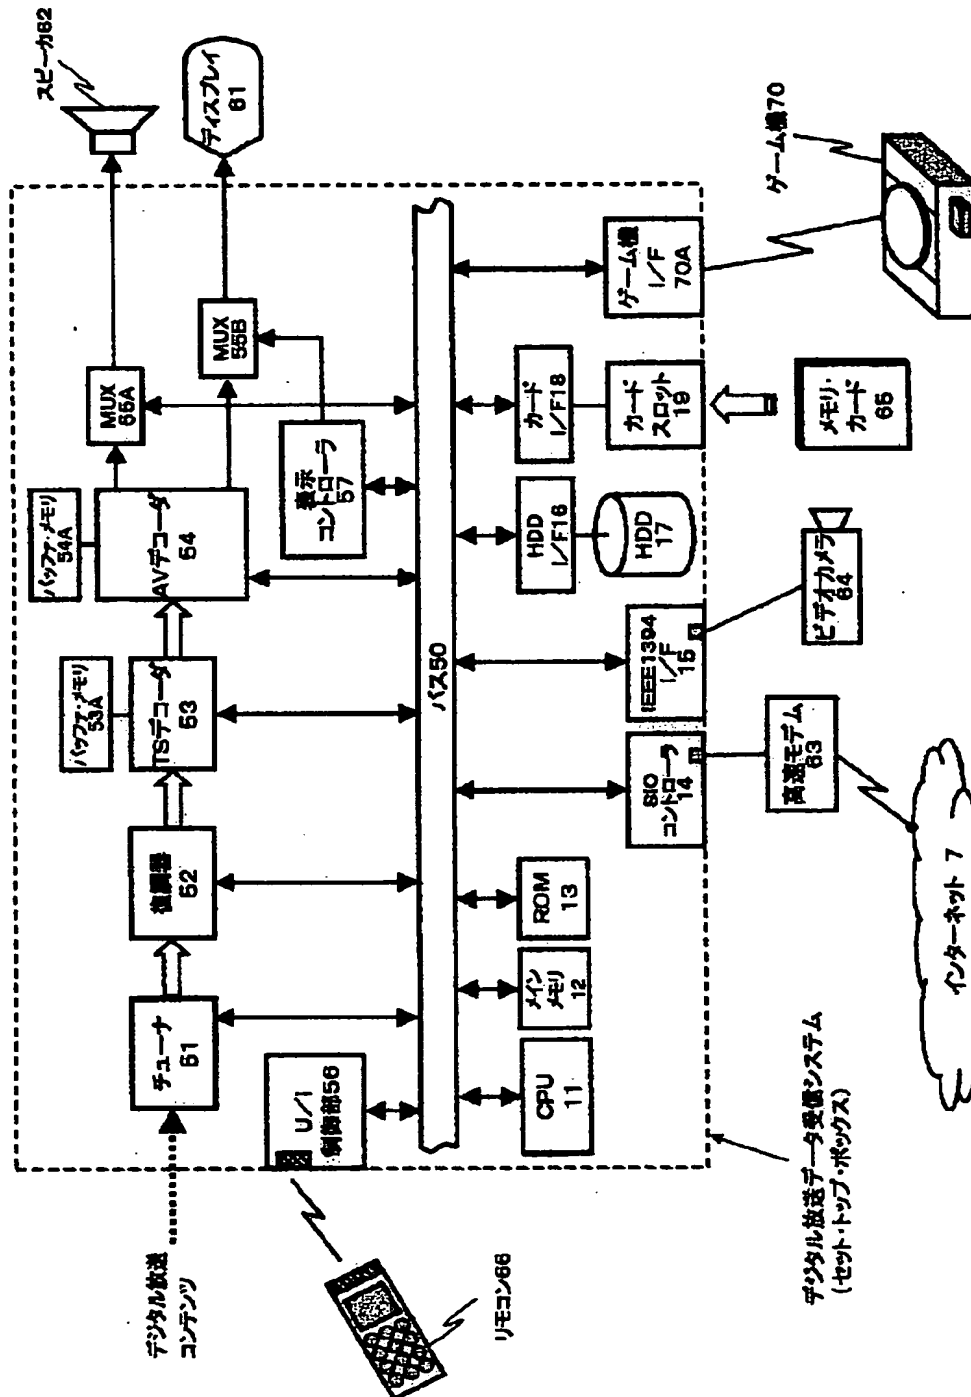 デジタル放送
コンテンツ
チューナ
51
復調器
52
TSデコーダ
53
バッファ・メモリ
53A
AVデコーダ
54
バッファ・メモリ
54A
MUX
55A
MUX
55B
スピーカ62
ディスプレイ
61
U/I
制御部56
リモコン66
表示
コントローラ
57
バス50
CPU
11
メイン
メモリ
12
ROM
13
SIO
コントローラ
14
IEEE1394
I/F
15
HDD
I/F16
HDD
17
カード
I/F18
カード
スロット
19
ゲーム機
I/F
70A
高速モデム
63
ビデオカメラ
64
メモリ・
カード
65
ゲーム機70
インターネット 7
デジタル放送データ受信システム
(セット・トップ・ボックス)